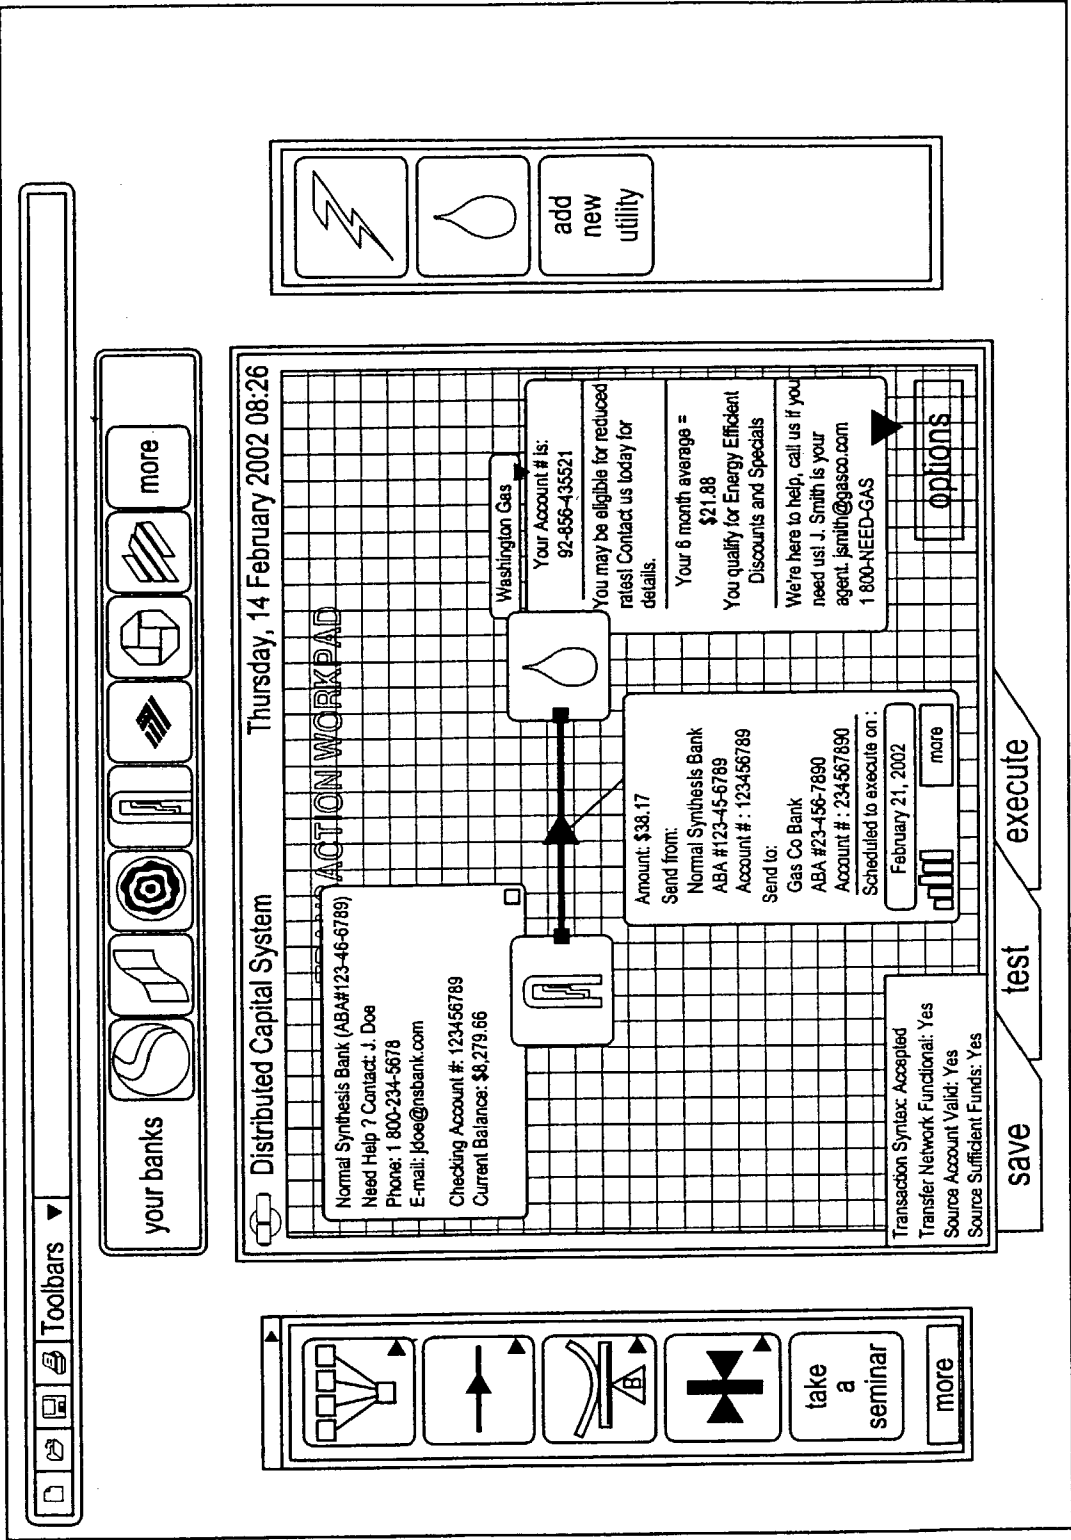 Toolbars
your banks
more
Distributed Capital System
Thursday, 14 February 2002 08:26
ACTION WORKPAD
Normal Synthesis Bank (ABA#123-46-6789)
Need Help ? Contact: J. Doe
Phone: 1 800-234-5678
E-mail: jdoe@nsbank.com
Checking Account #: 123456789
Current Balance: $8,279.66
Washington Gas
Your Account # is:
92-856-435521
You may be eligible for reduced
rates! Contact us today for
details.
Your 6 month average =
$21.88
You qualify for Energy Efficient
Discounts and Specials
We're here to help, call us if you
need us! J. Smith is your
agent. jsmith@gasco.com
1 800-NEED-GAS
options
Amount: $38.17
Send from:
Normal Synthesis Bank
ABA #123-45-6789
Account # : 123456789
Send to:
Gas Co Bank
ABA #23-456-7890
Account # : 234567890
Scheduled to execute on :
February 21, 2002
more
Transaction Syntex: Accepted
Transfer Network Functional: Yes
Source Account Valid: Yes
Source Sufficient Funds: Yes
save
test
execute
B
take
a
seminar
more
add
new
utility